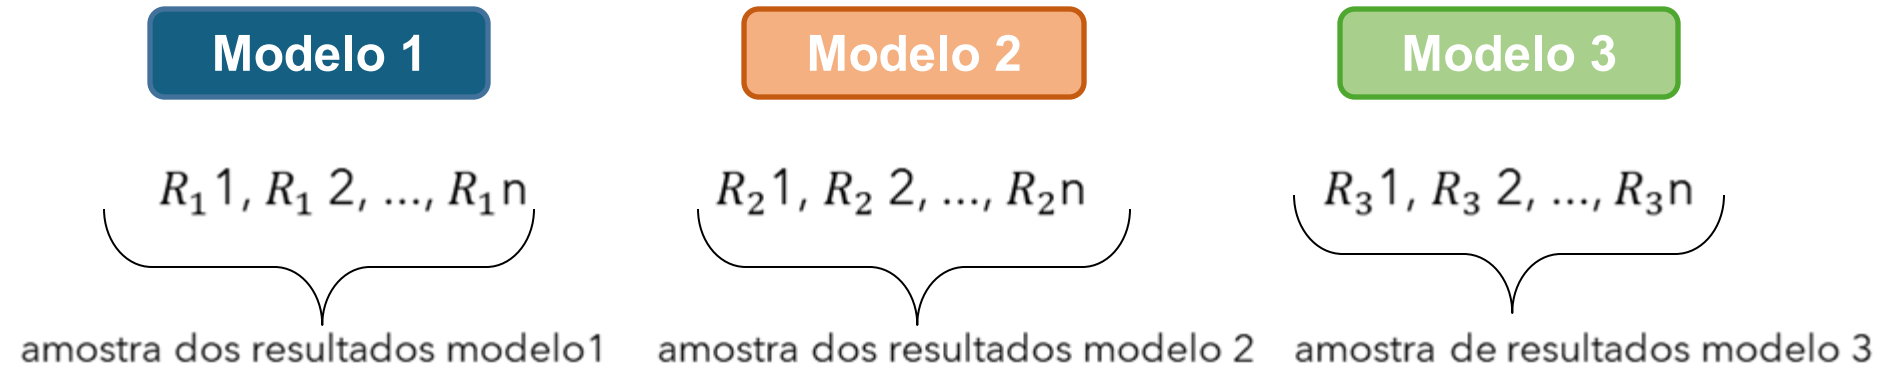 Modelo 1 Modelo 2 Modelo 3
R₁1, R₁ 2, ..., R₁n R₂1, R₂ 2, ..., R₂n R₃1, R₃ 2, ..., R₃n
amostra dos resultados modelo1 amostra dos resultados modelo 2 amostra de resultados modelo 3